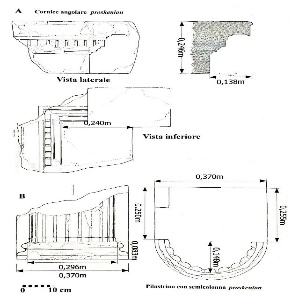 A Cornice angolare proskenion
Vista laterale
0,138m
0,240m
Vista inferiore
B
0,370m
0,296m
0,370m
0 10 cm
Pilastrino con semicolonna proskenion